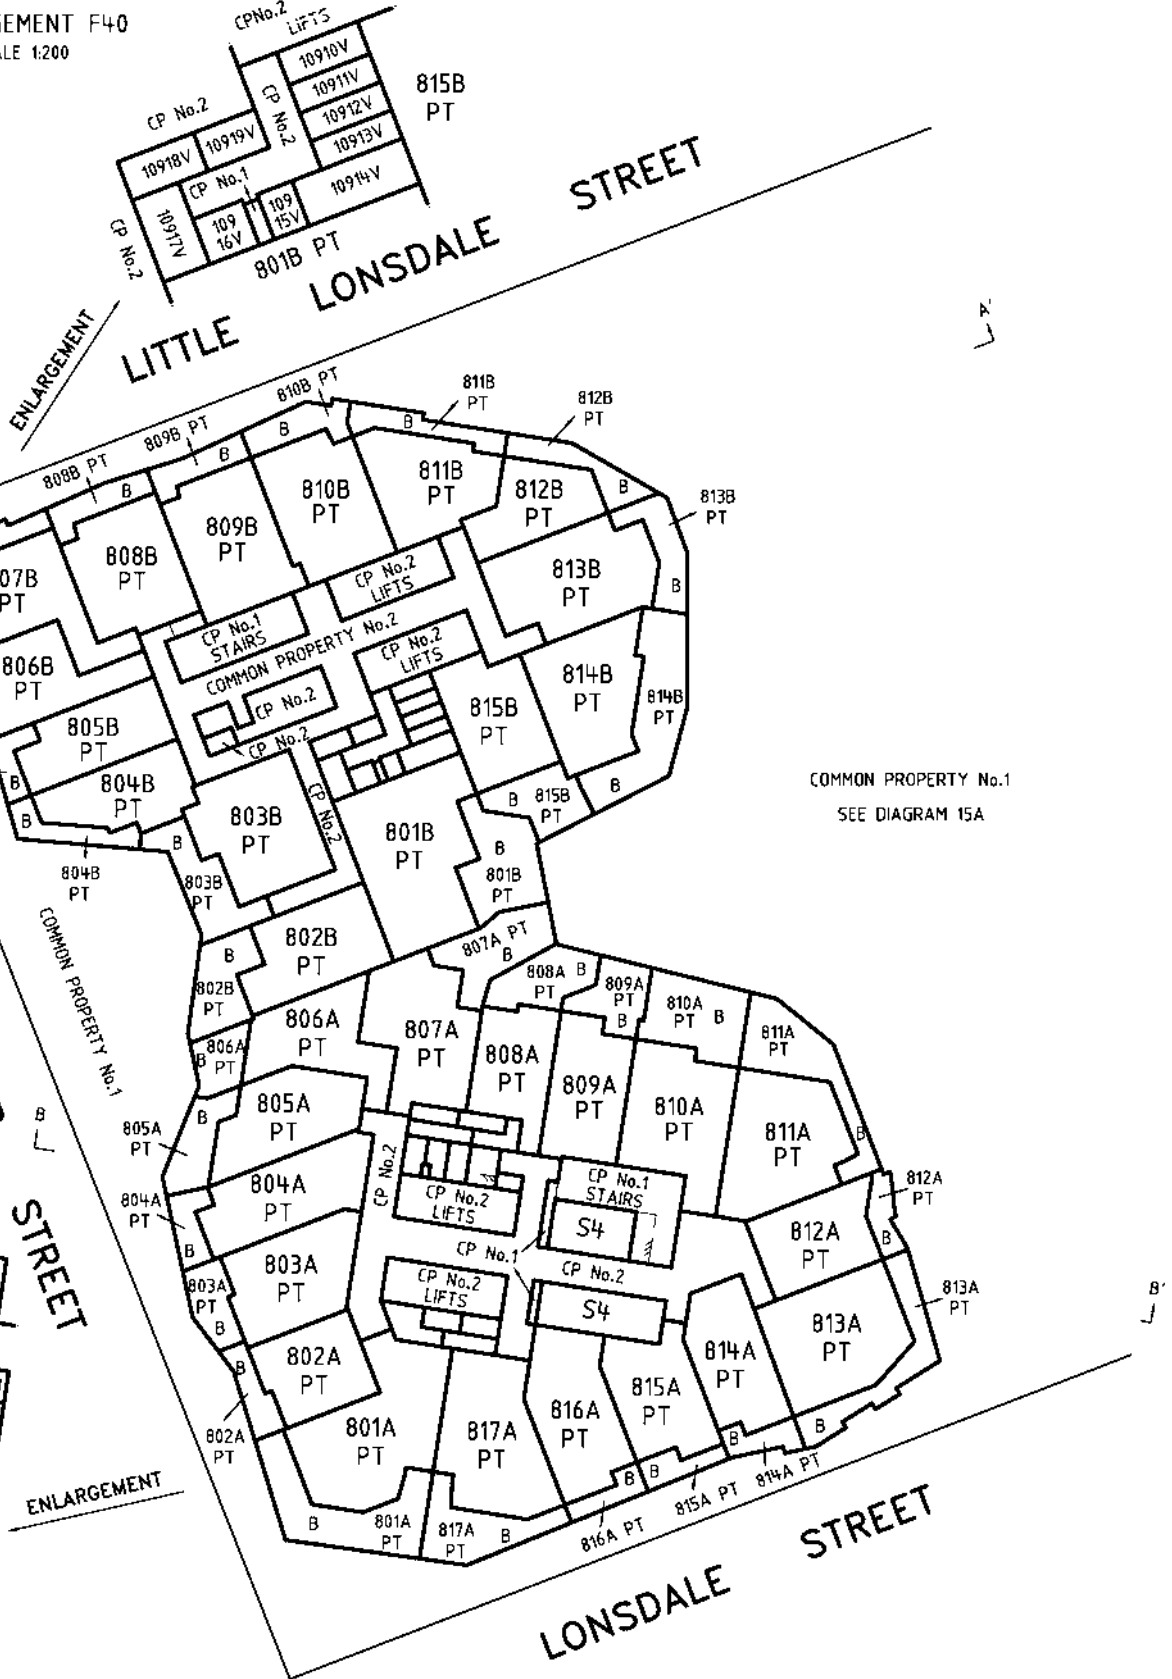 EMENT F40
LE 1:200
CP No.2
LIFTS
10910V
10911V
10912V
10913V
10914V
CP No.2
815B
PT
CP No.2
10918V
10919V
CP No.1
10917V
109
16V
109
15V
CP No.2
801B PT
LITTLE LONSDALE STREET
ENLARGEMENT
A'
808B PT
809B PT
810B PT
811B
PT
812B
PT
813B
PT
B
B
B
B
B
B
07B
PT
808B
PT
809B
PT
810B
PT
811B
PT
812B
PT
813B
PT
CP No.2
LIFTS
CP No.1
STAIRS
COMMON PROPERTY No.2
CP No.2
LIFTS
806B
PT
814B
PT
814B
PT
CP No.2
CP No.2
805B
PT
815B
PT
804B
PT
B
B
803B
PT
CP No.2
801B
PT
B
815B
PT
B
COMMON PROPERTY No.1
SEE DIAGRAM 15A
804B
PT
B
803B
PT
B
801B
PT
802B
PT
B
802B
PT
807A PT
B
808A
PT
B
809A
PT
B
810A
PT
B
811A
PT
COMMON PROPERTY No.1
806A
PT
B
806A
PT
807A
PT
808A
PT
809A
PT
810A
PT
811A
PT
B
B
805A
PT
B
805A
PT
804A
PT
804A
PT
B
CP No.2
CP No.2
LIFTS
CP No.1
STAIRS
S4
CP No.1
CP No.2
812A
PT
812A
PT
B
803A
PT
803A
PT
B
CP No.2
LIFTS
S4
813A
PT
813A
PT
B'
STREET
802A
PT
B
802A
PT
814A
PT
815A
PT
816A
PT
817A
PT
801A
PT
B
801A
PT
817A
PT
B
B
816A PT
B
815A PT
B
814A PT
B
ENLARGEMENT
LONSDALE STREET